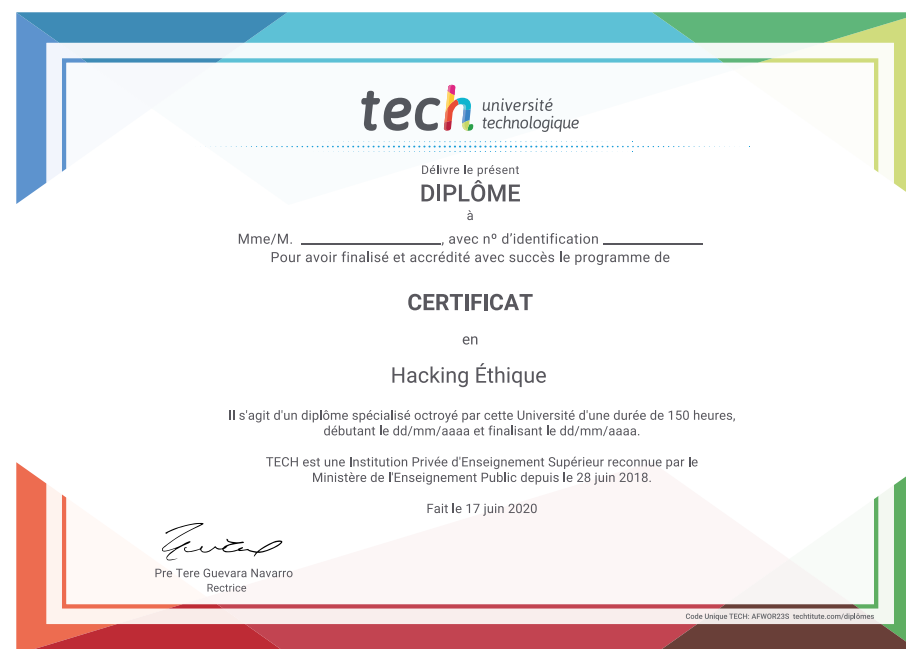 tech université
technologique
Délivre le présent
DIPLÔME
à
Mme/M. ____________________, avec nº d'identification ______________
Pour avoir finalisé et accrédité avec succès le programme de
CERTIFICAT
en
Hacking Éthique
Il s'agit d'un diplôme spécialisé octroyé par cette Université d'une durée de 150 heures,
débutant le dd/mm/aaaa et finalisant le dd/mm/aaaa.
TECH est une Institution Privée d'Enseignement Supérieur reconnue par le
Ministère de l'Enseignement Public depuis le 28 juin 2018.
Fait le 17 juin 2020
Pre Tere Guevara Navarro
Rectrice
Code Unique TECH: AFWOR23S techtitute.com/diplômes